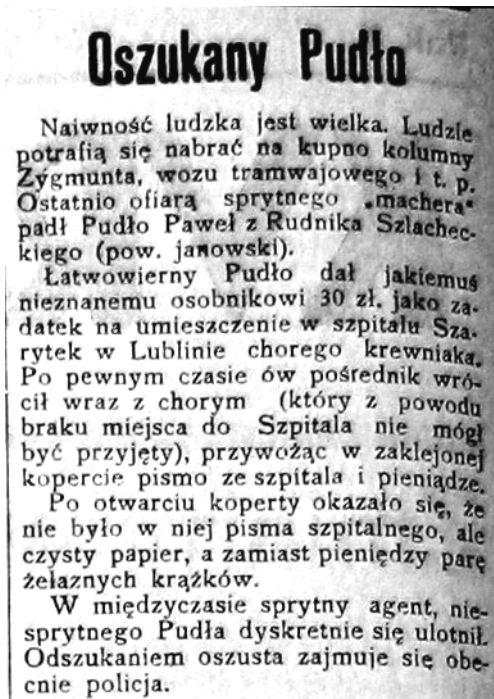 Oszukany Pudło
Naiwność ludzka jest wielka. Ludzie
potrafią się nabrać na kupno kolumny
Zygmunta, wozu tramwajowego i t. p.
Ostatnio ofiarą sprytnego „machera"
padł Pudło Paweł z Rudnika Szlachec-
kiego (pow. janowski).
Łatwowierny Pudło dał jakiemuś
nieznanemu osobnikowi 30 zł. jako za-
datek na umieszczenie w szpitalu Sza-
rytek w Lublinie chorego krewniaka.
Po pewnym czasie ów pośrednik wró-
cił wraz z chorym (który z powodu
braku miejsca do Szpitala nie mógł
być przyjęty), przywożąc w zaklejonej
kopercie pismo ze szpitala i pieniądze.
Po otwarciu koperty okazało się, że
nie było w niej pisma szpitalnego, ale
czysty papier, a zamiast pieniędzy parę
żelaznych krążków.
W międzyczasie sprytny agent, nie-
sprytnego Pudła dyskretnie się ulotnił.
Odszukaniem oszusta zajmuje się obe-
cnie policja.